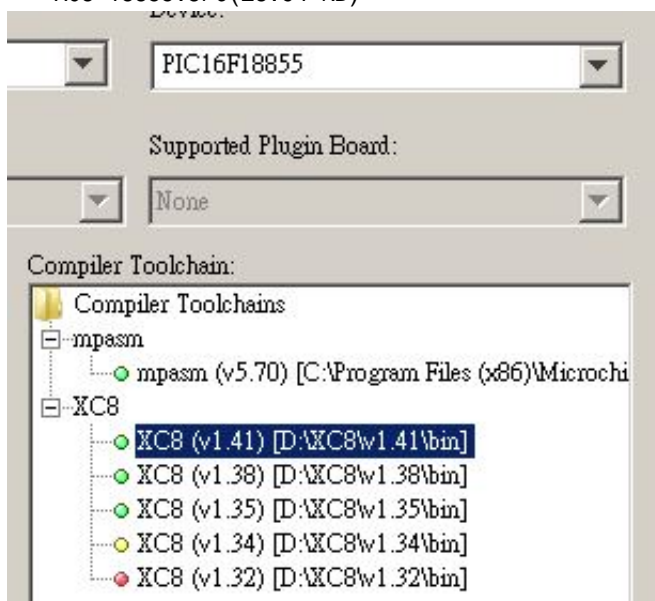 Device:
PIC16F18855
Supported Plugin Board:
None
Compiler Toolchain:
Compiler Toolchains
mpasm
mpasm (v5.70) [C:\Program Files (x86)\Microchi
XC8
XC8 (v1.41) [D:\XC8\v1.41\bin]
XC8 (v1.38) [D:\XC8\v1.38\bin]
XC8 (v1.35) [D:\XC8\v1.35\bin]
XC8 (v1.34) [D:\XC8\v1.34\bin]
XC8 (v1.32) [D:\XC8\v1.32\bin]